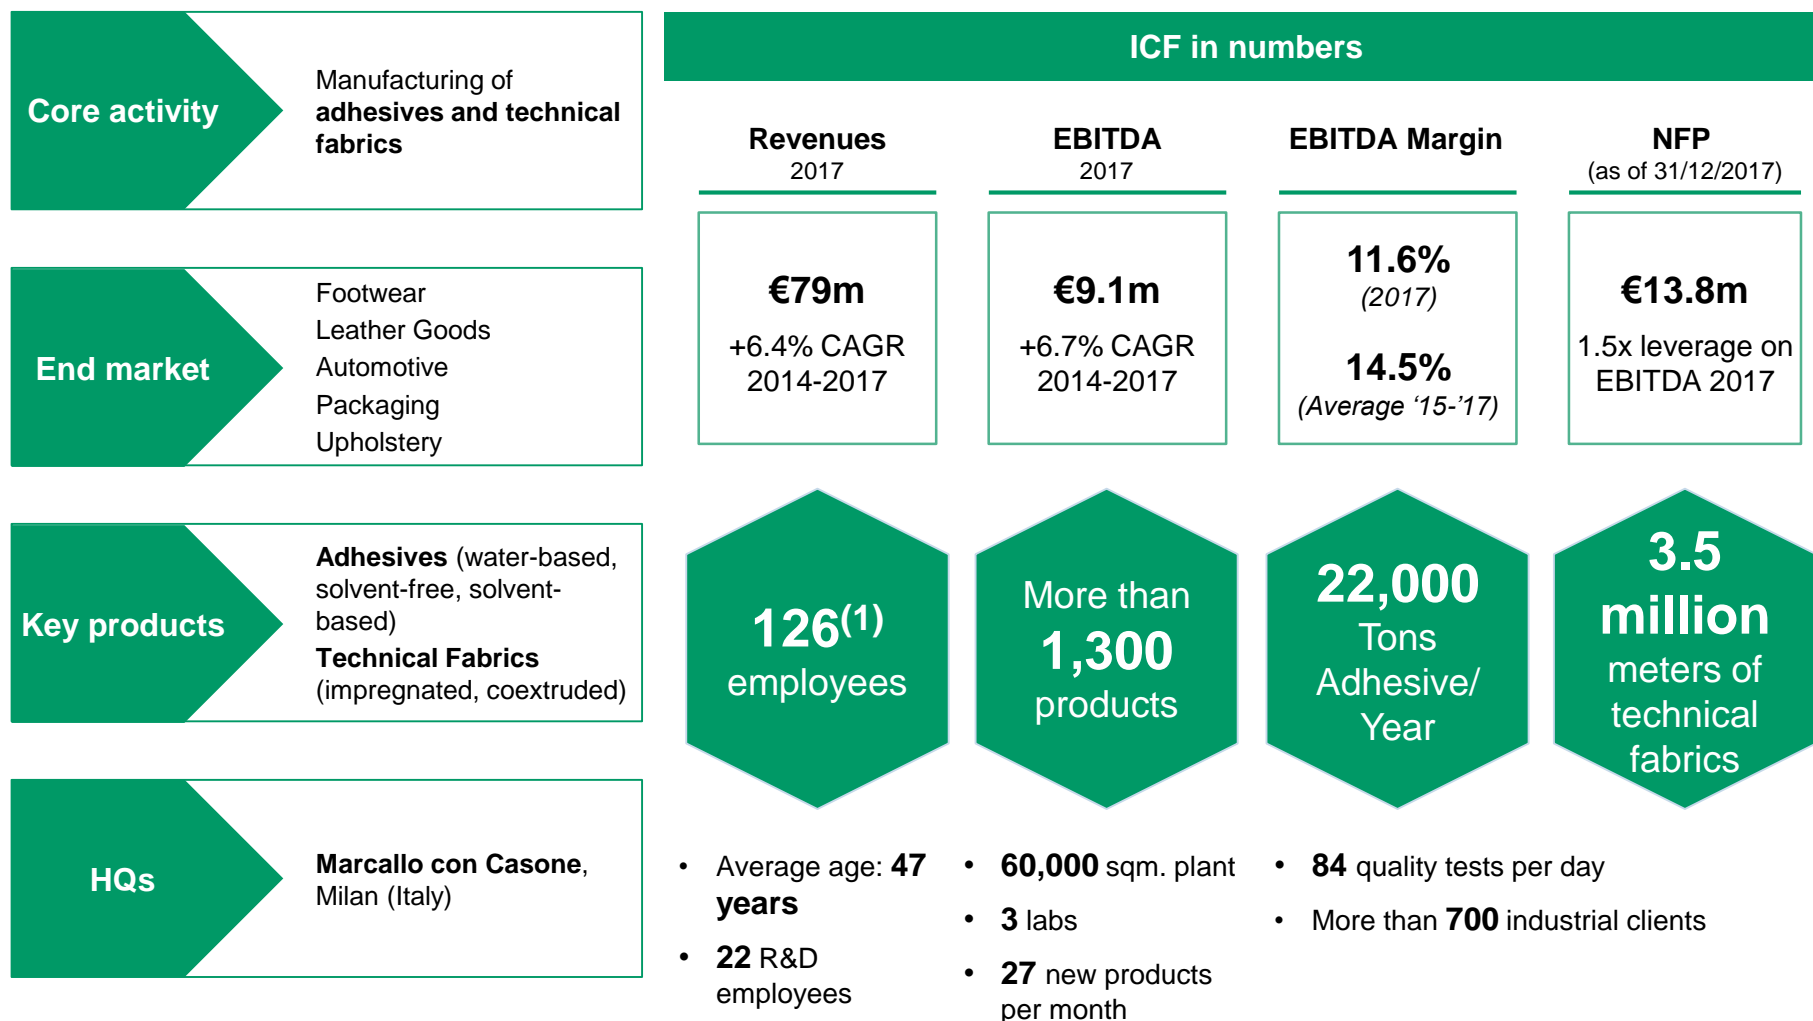 Core activity
Manufacturing of
adhesives and technical
fabrics
End market
Footwear
Leather Goods
Automotive
Packaging
Upholstery
Key products
Adhesives (water-based,
solvent-free, solvent-
based)
Technical Fabrics
(impregnated, coextruded)
HQs
Marcallo con Casone,
Milan (Italy)
ICF in numbers
Revenues
2017
€79m
+6.4% CAGR
2014-2017
EBITDA
2017
€9.1m
+6.7% CAGR
2014-2017
EBITDA Margin
11.6%
(2017)
14.5%
(Average ‘15-’17)
NFP
(as of 31/12/2017)
€13.8m
1.5x leverage on
EBITDA 2017
126(1)
employees
More than
1,300
products
22,000
Tons
Adhesive/
Year
3.5
million
meters of
technical
fabrics
• Average age: 47
years
• 22 R&D
employees
• 60,000 sqm. plant
• 3 labs
• 27 new products
per month
• 84 quality tests per day
• More than 700 industrial clients